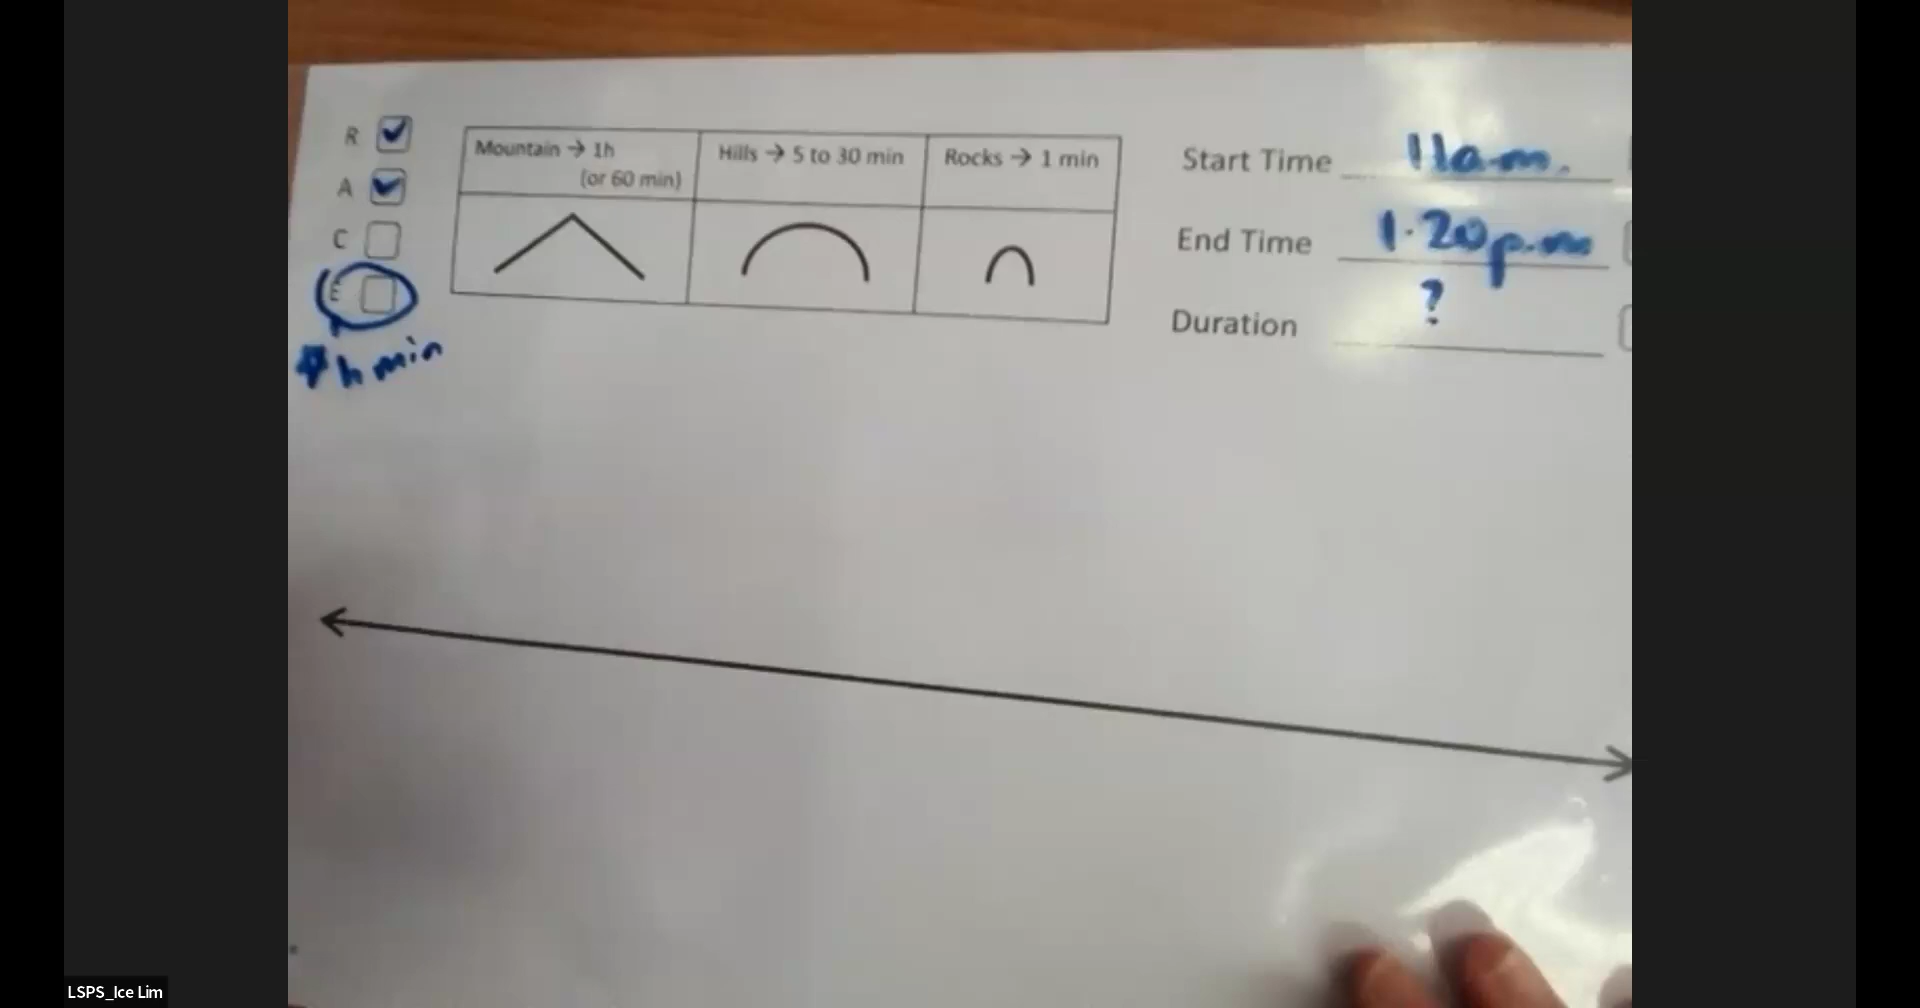 R
A
C
E
h min
Mountain → 1h
(or 60 min)
Hills → 5 to 30 min
Rocks → 1 min
Start Time 11a.m.
End Time 1.20p.m
Duration ?
LSPS_Ice Lim